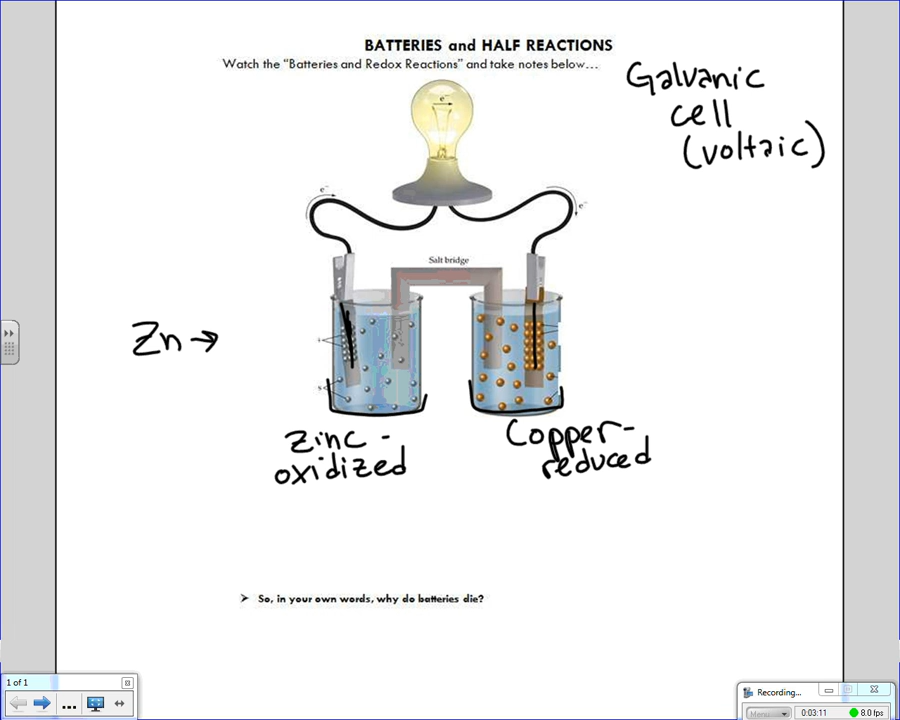 BATTERIES and HALF REACTIONS
Watch the “Batteries and Redox Reactions” and take notes below…
Galvanic
cell
(voltaic)
e⁻
e⁻
e⁻
Salt bridge
Zn →
Zinc -
oxidized
Copper-
reduced
➢ So, in your own words, why do batteries die?
1 of 1
...
Recording...
Menu
0:03:11
8.0 fps